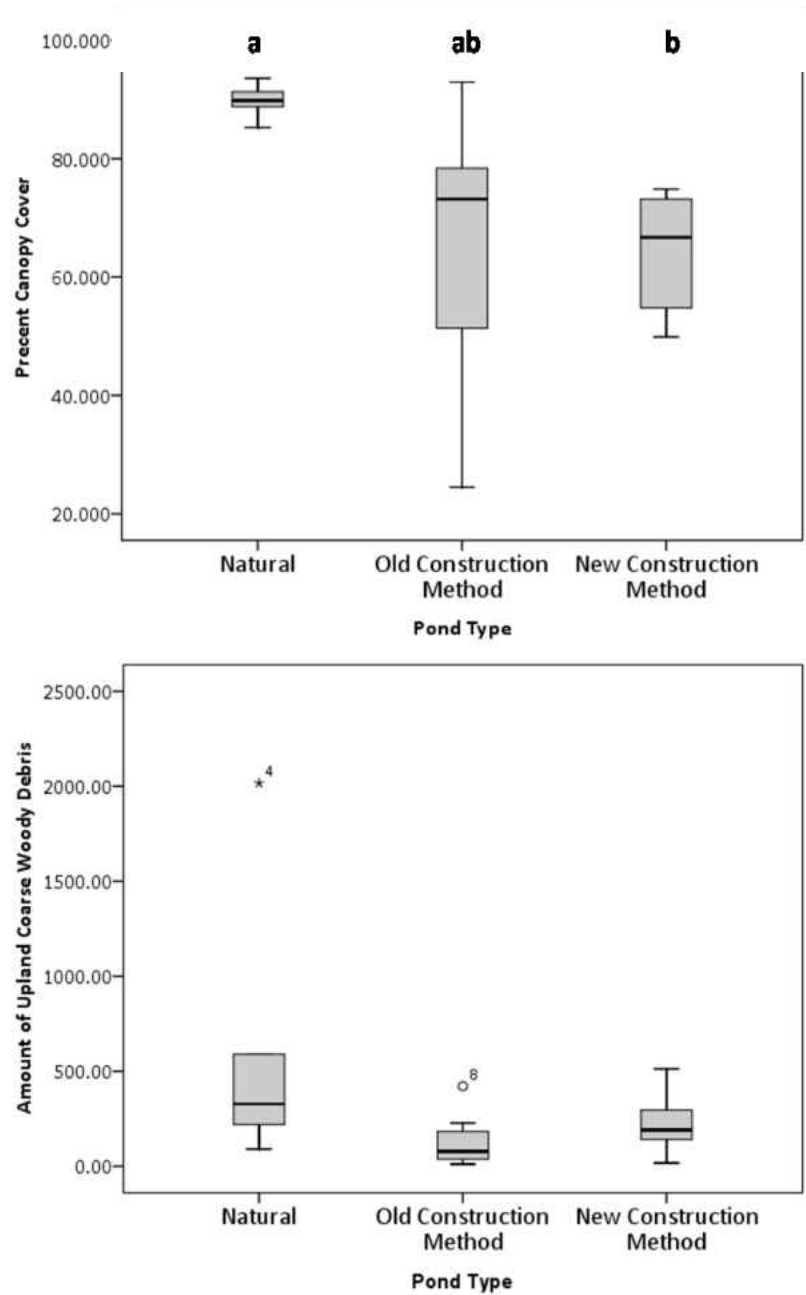 100.000
a ab b
80.000
60.000
40.000
20.000
Precent Canopy Cover
Natural Old Construction Method New Construction Method
Pond Type
2500.00
* 4
2000.00
1500.00
1000.00
500.00
8
0.00
Amount of Upland Coarse Woody Debris
Natural Old Construction Method New Construction Method
Pond Type